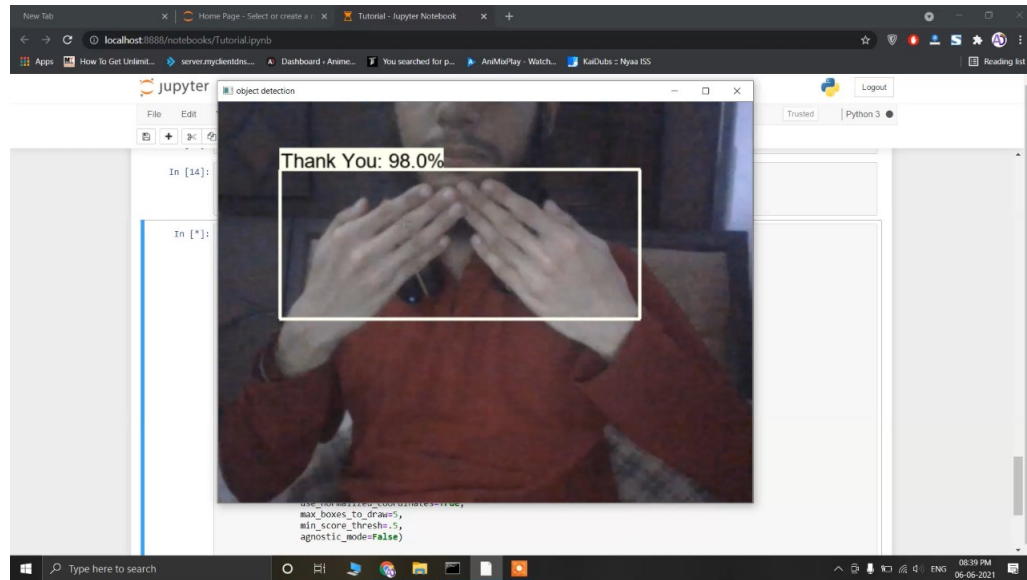 New Tab
Home Page - Select or create a n
Tutorial - Jupyter Notebook
localhost:8888/notebooks/Tutorial.ipynb
Apps
How To Get Unlimit...
server.myclientdns....
Dashboard ‹ Anime...
You searched for p...
AniMixPlay - Watch...
KaiDubs :: Nyaa ISS
Reading list
jupyter
Logout
object detection
File Edit
Trusted
Python 3
In [14]:
Thank You: 98.0%
In [*]:
use_normalized_coordinates=True,
max_boxes_to_draw=5,
min_score_thresh=.5,
agnostic_mode=False)
Type here to search
ENG
08:39 PM
06-06-2021